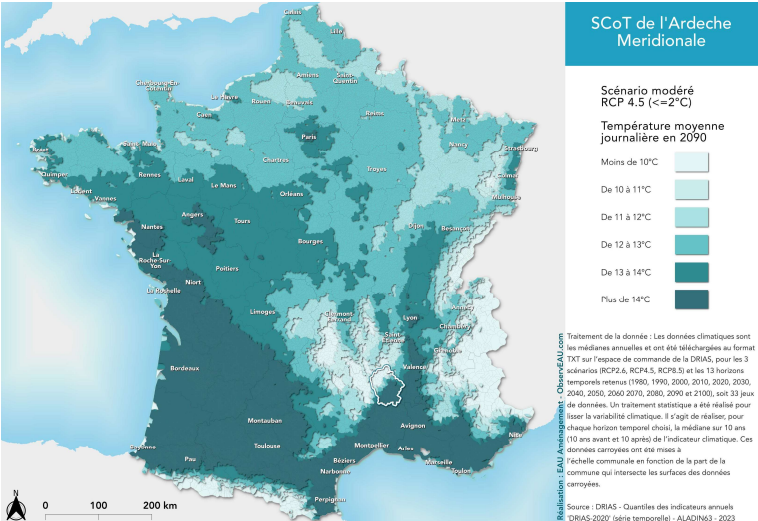 SCoT de l'Ardeche
Meridionale
Scénario modéré
RCP 4.5 (<=2°C)
Température moyenne
journalière en 2090
Moins de 10°C
De 10 à 11°C
De 11 à 12°C
De 12 à 13°C
De 13 à 14°C
Plus de 14°C
Traitement de la donnée : Les données climatiques sont
les médianes annuelles et ont été téléchargées au format
TXT sur l'espace de commande de la DRIAS, pour les 3
scénarios (RCP2.6, RCP4.5, RCP8.5) et les 13 horizons
temporels retenus (1980, 1990, 2000, 2010, 2020, 2030,
2040, 2050, 2060 2070, 2080, 2090 et 2100), soit 33 jeux
de données. Un traitement statistique a été réalisé pour
lisser la variabilité climatique. Il s'agit de réaliser, pour
chaque horizon temporel choisi, la médiane sur 10 ans
(10 ans avant et 10 après) de l'indicateur climatique. Ces
données carroyées ont été mises à
l'échelle communale en fonction de la part de la
commune qui intersecte les surfaces des données
carroyées.
Source : DRIAS - Quantiles des indicateurs annuels
'DRIAS-2020' (série temporelle) - ALADIN63 - 2023
Réalisation : EAU Aménagement - ObservEAU.com
Calais
Lille
Amiens
Saint-
Quentin
Cherbourg-En-
Cotentin
Le Havre
Rouen
Beauvais
Caen
Reims
Metz
Paris
Nancy
Strasbourg
Brest
Saint-Malo
Chartres
Troyes
Colmar
Quimper
Rennes
Laval
Le Mans
Orléans
Mulhouse
Lorient
Vannes
Angers
Tours
Dijon
Besançon
Nantes
Bourges
La
Roche-Sur-
Yon
Poitiers
Niort
La Rochelle
Limoges
Clermont
Ferrand
Lyon
Annecy
Chambéry
Saint-
Etienne
Grenoble
Valence
Bordeaux
Montauban
Avignon
Toulouse
Montpellier
Arles
Nice
Bayonne
Pau
Béziers
Narbonne
Marseille
Toulon
Perpignan
N
0 100 200 km